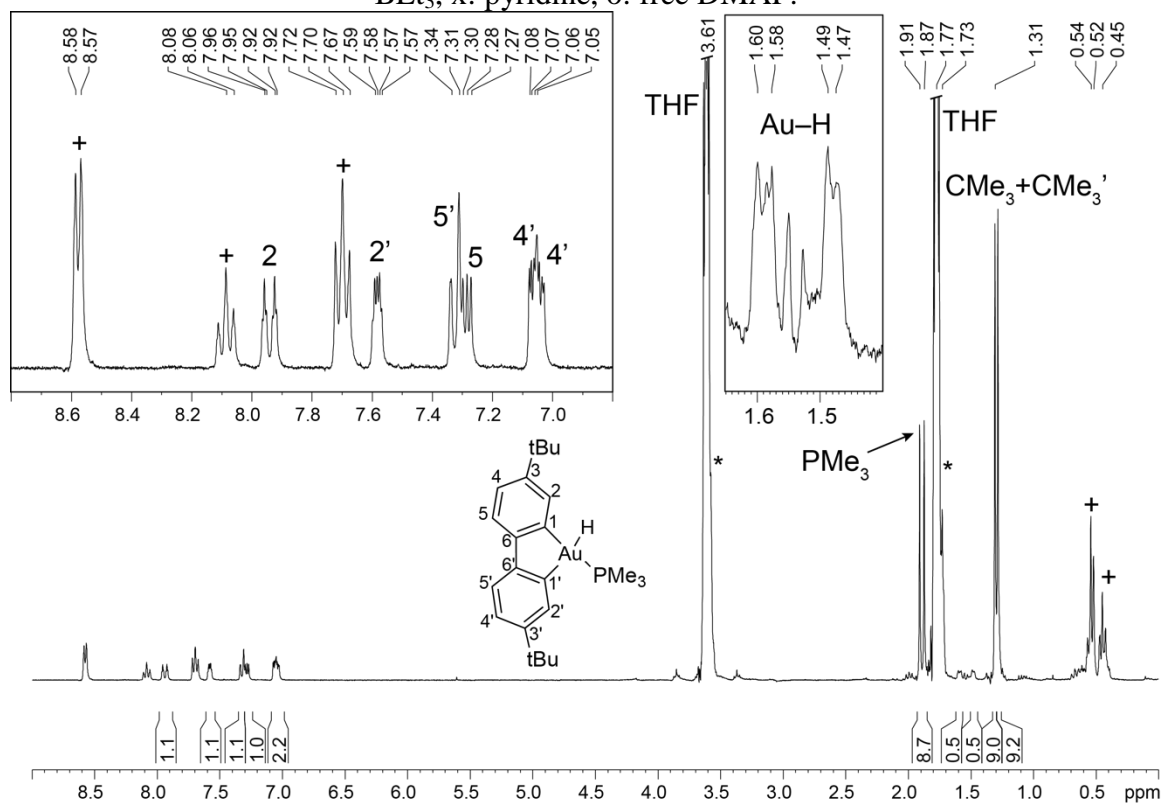 BEt₃, x: pyridine, o: free DMAP.
8.58 8.57 8.08 8.06 7.96 7.95 7.92 7.92 7.72 7.70 7.67 7.59 7.58 7.57 7.57 7.34 7.31 7.30 7.28 7.27 7.08 7.07 7.06 7.05
3.61
1.60 1.58 1.49 1.47
1.91 1.87 1.77 1.73 1.31 0.54 0.52 0.45
THF
Au–H
THF
CMe₃+CMe₃’
+ + 2 + 2’ 5’ 5 4’ 4’
8.6 8.4 8.2 8.0 7.8 7.6 7.4 7.2 7.0
1.6 1.5
PMe₃
* *
+ +
tBu
3
4 2
5 1 H
6 Au
6' PMe₃
5' 1'
4' 2'
3'
tBu
1.1 1.1 1.1 1.0 2.2 8.7 0.5 0.5 9.0 9.2
8.5 8.0 7.5 7.0 6.5 6.0 5.5 5.0 4.5 4.0 3.5 3.0 2.5 2.0 1.5 1.0 0.5 ppm